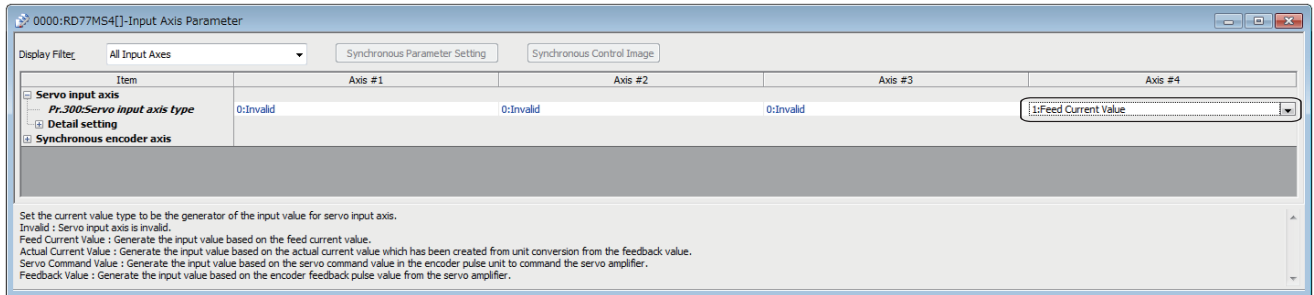 0000:RD77MS4[]-Input Axis Parameter
Display Filter All Input Axes Synchronous Parameter Setting Synchronous Control Image
Item Axis #1 Axis #2 Axis #3 Axis #4
Servo input axis
Pr.300:Servo input axis type 0:Invalid 0:Invalid 0:Invalid 1:Feed Current Value
Detail setting
Synchronous encoder axis
Set the current value type to be the generator of the input value for servo input axis.
Invalid : Servo input axis is invalid.
Feed Current Value : Generate the input value based on the feed current value.
Actual Current Value : Generate the input value based on the actual current value which has been created from unit conversion from the feedback value.
Servo Command Value : Generate the input value based on the servo command value in the encoder pulse unit to command the servo amplifier.
Feedback Value : Generate the input value based on the encoder feedback pulse value from the servo amplifier.